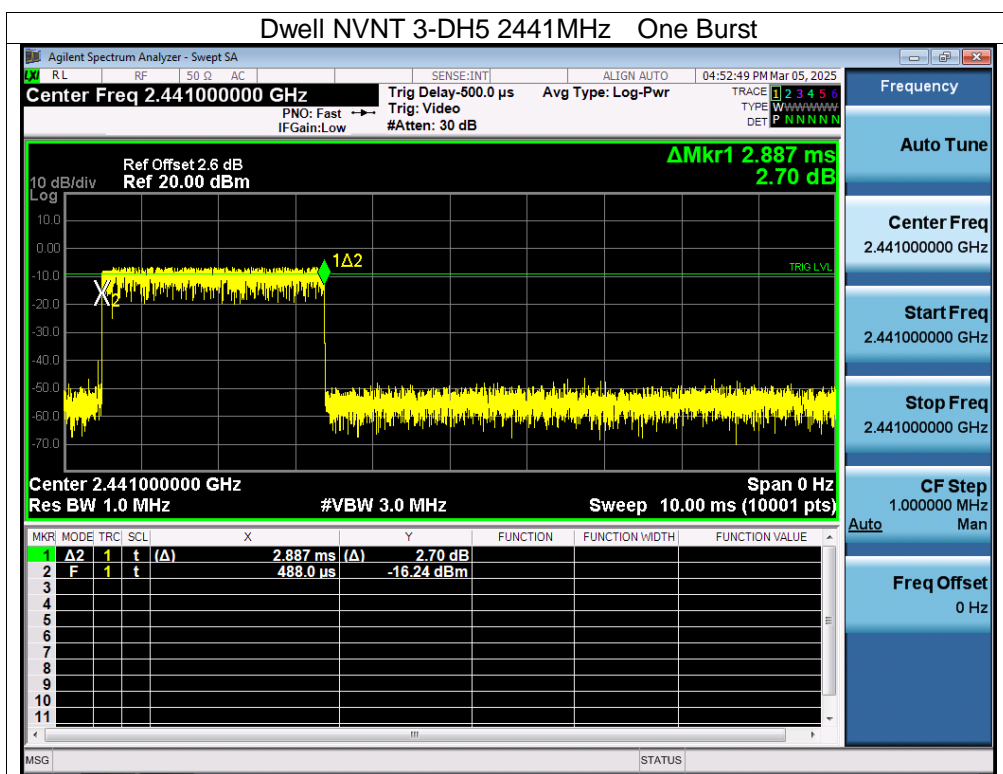 Dwell NVNT 3-DH5 2441MHz One Burst
Agilent Spectrum Analyzer - Swept SA
LXI RL RF 50 Ω AC SENSE:INT ALIGN AUTO 04:52:49 PM Mar 05, 2025
Center Freq 2.441000000 GHz
PNO: Fast
IFGain:Low
Trig Delay-500.0 µs
Trig: Video
#Atten: 30 dB
Avg Type: Log-Pwr
TRACE 1 2 3 4 5 6
TYPE WWWWWW
DET P N N N N N
ΔMkr1 2.887 ms
2.70 dB
Ref Offset 2.6 dB
10 dB/div Ref 20.00 dBm
Log
10.0
0.00
-10.0
-20.0
-30.0
-40.0
-50.0
-60.0
-70.0
1Δ2
2
TRIG LVL
Center 2.441000000 GHz Span 0 Hz
Res BW 1.0 MHz #VBW 3.0 MHz Sweep 10.00 ms (10001 pts)
MKR MODE TRC SCL X Y FUNCTION FUNCTION WIDTH FUNCTION VALUE
1 Δ2 1 t (Δ) 2.887 ms (Δ) 2.70 dB
2 F 1 t 488.0 µs -16.24 dBm
3
4
5
6
7
8
9
10
11
MSG STATUS
Frequency
Auto Tune
Center Freq
2.441000000 GHz
Start Freq
2.441000000 GHz
Stop Freq
2.441000000 GHz
CF Step
1.000000 MHz
Auto Man
Freq Offset
0 Hz